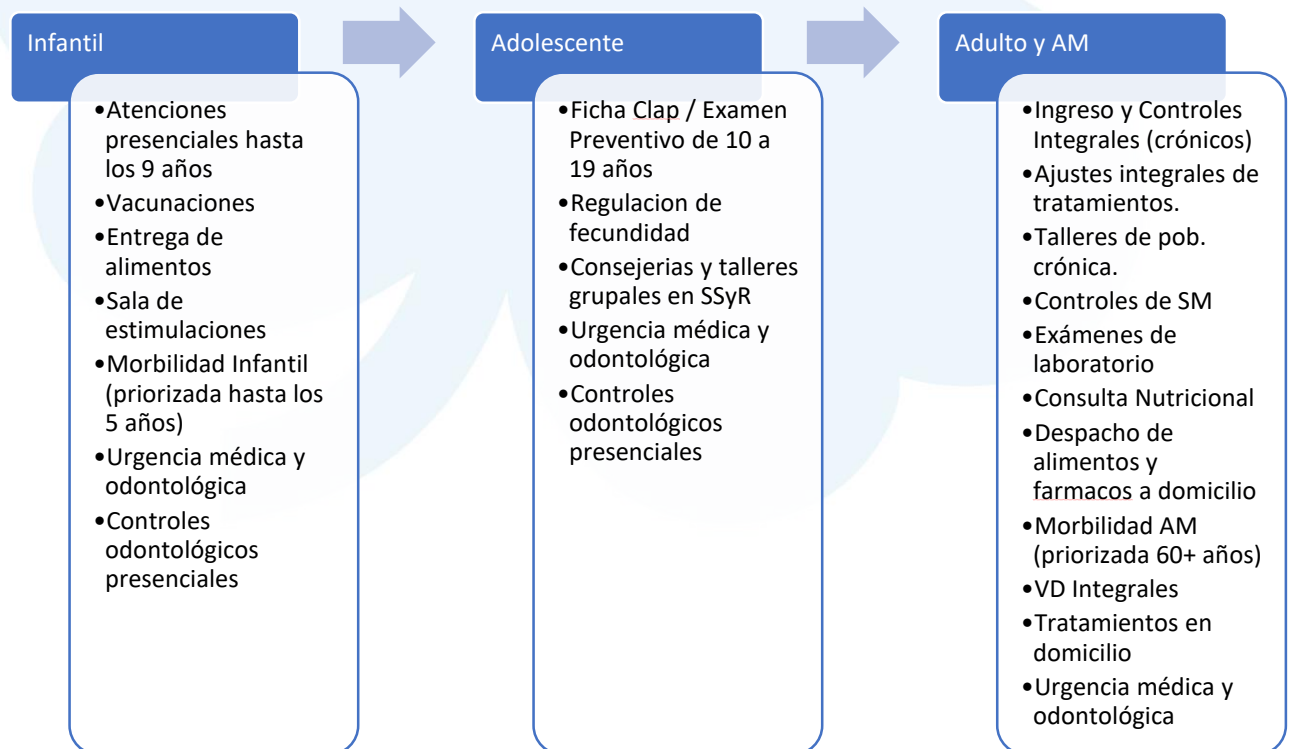 Infantil
•Atenciones
presenciales hasta
los 9 años
•Vacunaciones
•Entrega de
alimentos
•Sala de
estimulaciones
•Morbilidad Infantil
(priorizada hasta los
5 años)
•Urgencia médica y
odontológica
•Controles
odontológicos
presenciales
Adolescente
•Ficha Clap / Examen
Preventivo de 10 a
19 años
•Regulacion de
fecundidad
•Consejerias y talleres
grupales en SSyR
•Urgencia médica y
odontológica
•Controles
odontológicos
presenciales
Adulto y AM
•Ingreso y Controles
Integrales (crónicos)
•Ajustes integrales de
tratamientos.
•Talleres de pob.
crónica.
•Controles de SM
•Exámenes de
laboratorio
•Consulta Nutricional
•Despacho de
alimentos y
farmacos a domicilio
•Morbilidad AM
(priorizada 60+ años)
•VD Integrales
•Tratamientos en
domicilio
•Urgencia médica y
odontológica